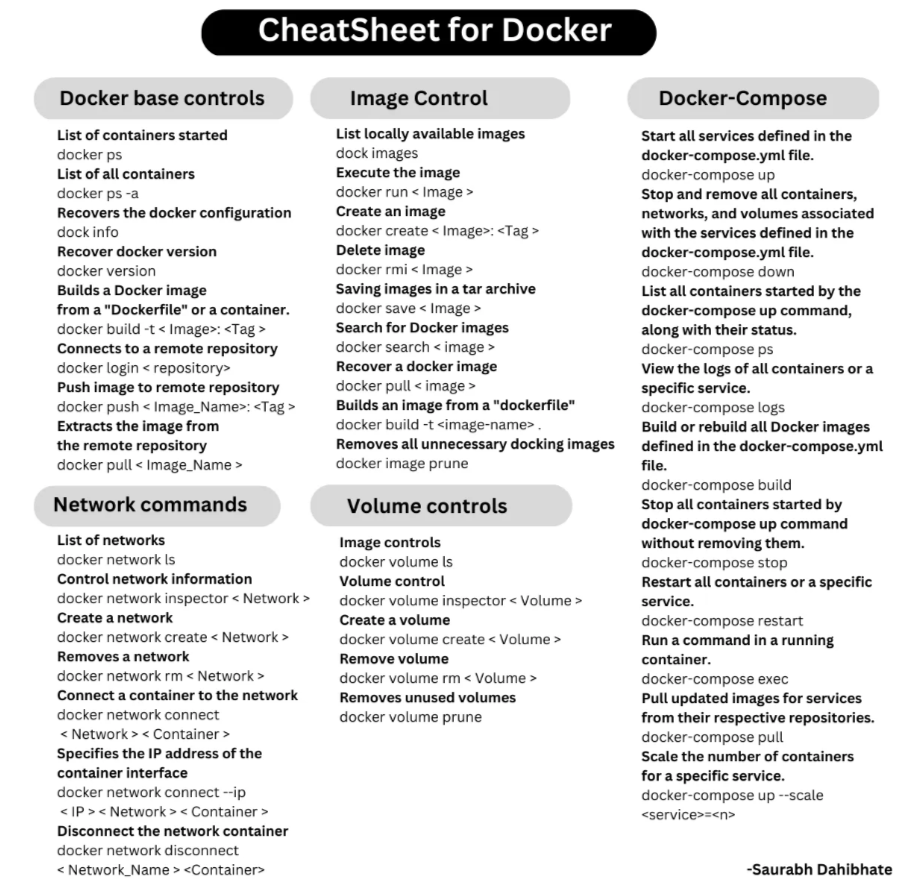 CheatSheet for Docker
Docker base controls
List of containers started
docker ps
List of all containers
docker ps -a
Recovers the docker configuration
dock info
Recover docker version
docker version
Builds a Docker image
from a "Dockerfile" or a container.
docker build -t < Image>: <Tag >
Connects to a remote repository
docker login < repository>
Push image to remote repository
docker push < Image_Name>: <Tag >
Extracts the image from
the remote repository
docker pull < Image_Name >
Network commands
List of networks
docker network ls
Control network information
docker network inspector < Network >
Create a network
docker network create < Network >
Removes a network
docker network rm < Network >
Connect a container to the network
docker network connect
< Network > < Container >
Specifies the IP address of the
container interface
docker network connect --ip
< IP > < Network > < Container >
Disconnect the network container
docker network disconnect
< Network_Name > <Container>
Image Control
List locally available images
dock images
Execute the image
docker run < Image >
Create an image
docker create < Image>: <Tag >
Delete image
docker rmi < Image >
Saving images in a tar archive
docker save < Image >
Search for Docker images
docker search < image >
Recover a docker image
docker pull < image >
Builds an image from a "dockerfile"
docker build -t <image-name> .
Removes all unnecessary docking images
docker image prune
Volume controls
Image controls
docker volume ls
Volume control
docker volume inspector < Volume >
Create a volume
docker volume create < Volume >
Remove volume
docker volume rm < Volume >
Removes unused volumes
docker volume prune
Docker-Compose
Start all services defined in the
docker-compose.yml file.
docker-compose up
Stop and remove all containers,
networks, and volumes associated
with the services defined in the
docker-compose.yml file.
docker-compose down
List all containers started by the
docker-compose up command,
along with their status.
docker-compose ps
View the logs of all containers or a
specific service.
docker-compose logs
Build or rebuild all Docker images
defined in the docker-compose.yml
file.
docker-compose build
Stop all containers started by
docker-compose up command
without removing them.
docker-compose stop
Restart all containers or a specific
service.
docker-compose restart
Run a command in a running
container.
docker-compose exec
Pull updated images for services
from their respective repositories.
docker-compose pull
Scale the number of containers
for a specific service.
docker-compose up --scale
<service>=<n>
-Saurabh Dahibhate